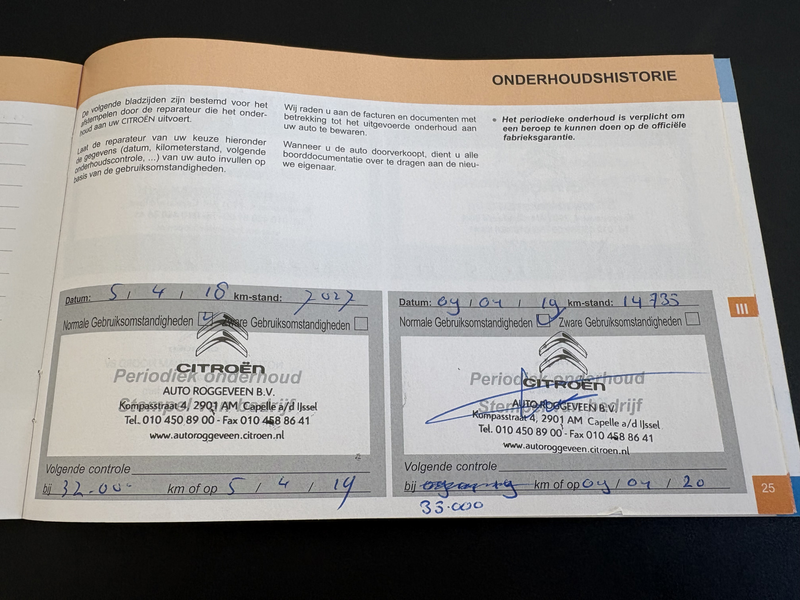 ONDERHOUDSHISTORIE
De volgende bladzijden zijn bestemd voor het
afstempelen door de reparateur die het onder-
houd aan uw CITROËN uitvoert.
Laat de reparateur van uw keuze hieronder
de gegevens (datum, kilometerstand, volgende
onderhoudscontrole, ...) van uw auto invullen op
basis van de gebruiksomstandigheden.
Wij raden u aan de facturen en documenten met
betrekking tot het uitgevoerde onderhoud aan
uw auto te bewaren.
Wanneer u de auto doorverkoopt, dient u alle
boorddocumentatie over te dragen aan de nieu-
we eigenaar.
• Het periodieke onderhoud is verplicht om
een beroep te kunnen doen op de officiële
fabrieksgarantie.
III
Datum: 5 / 4 / 18 km-stand: 7027
Normale Gebruiksomstandigheden Zware Gebruiksomstandigheden
CITROËN
Periodiek onderhoud
AUTO ROGGEVEEN B.V.
Stempel bedrijf
Kompasstraat 4, 2901 AM Capelle a/d IJssel
Tel. 010 450 89 00 - Fax 010 458 86 41
www.autoroggeveen.citroen.nl
Volgende controle
bij 32.000 km of op 5 / 4 / 19
Datum: 04 / 04 / 19 km-stand: 14735
Normale Gebruiksomstandigheden Zware Gebruiksomstandigheden
Periodiek onderhoud
CITROËN
Stempel bedrijf
AUTO ROGGEVEEN B.V.
Kompasstraat 4, 2901 AM Capelle a/d IJssel
Tel. 010 450 89 00 - Fax 010 458 86 41
www.autoroggeveen.citroen.nl
Volgende controle
bij km of op 04 / 04 / 20
33.000
25